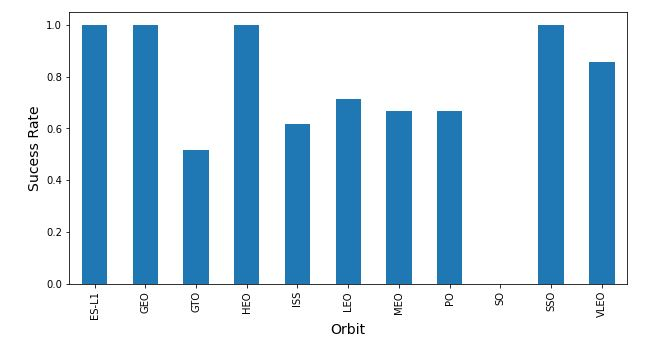 1.0
0.8
0.6
0.4
0.2
0.0
Sucess Rate
ES-L1
GEO
GTO
HEO
ISS
LEO
MEO
PO
SO
SSO
VLEO
Orbit